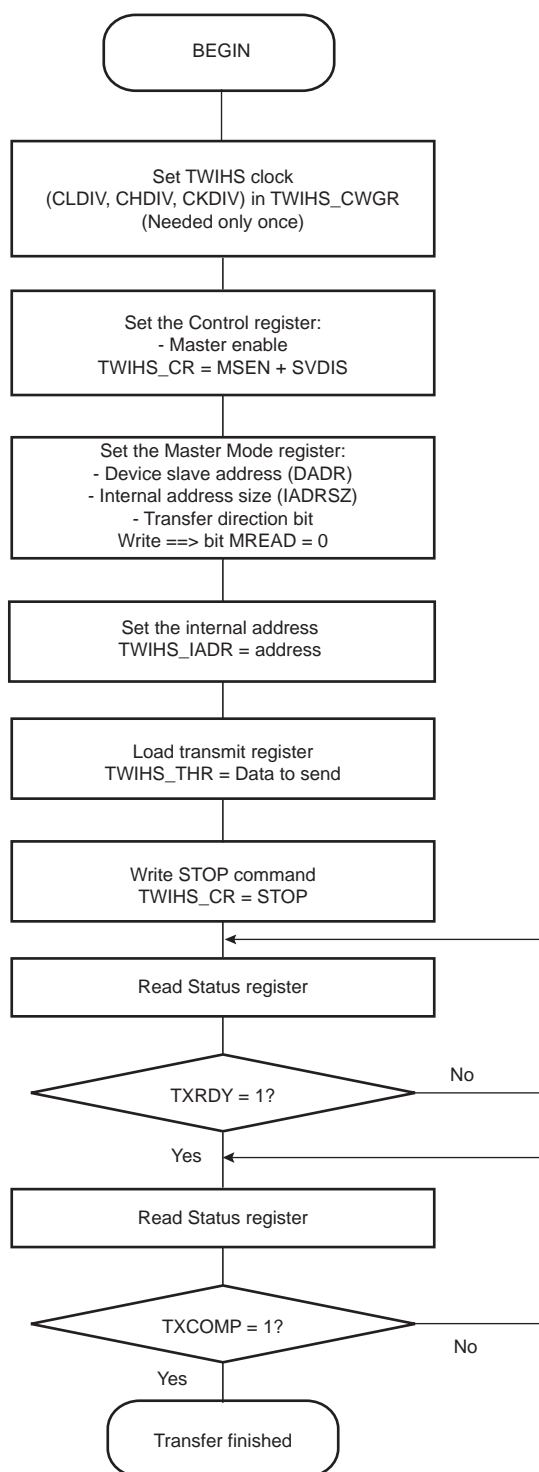 BEGIN
Set TWIHS clock
(CLDIV, CHDIV, CKDIV) in TWIHS_CWGR
(Needed only once)
Set the Control register:
- Master enable
TWIHS_CR = MSEN + SVDIS
Set the Master Mode register:
- Device slave address (DADR)
- Internal address size (IADRSZ)
- Transfer direction bit
Write ==> bit MREAD = 0
Set the internal address
TWIHS_IADR = address
Load transmit register
TWIHS_THR = Data to send
Write STOP command
TWIHS_CR = STOP
Read Status register
TXRDY = 1?
No
Yes
Read Status register
TXCOMP = 1?
No
Yes
Transfer finished